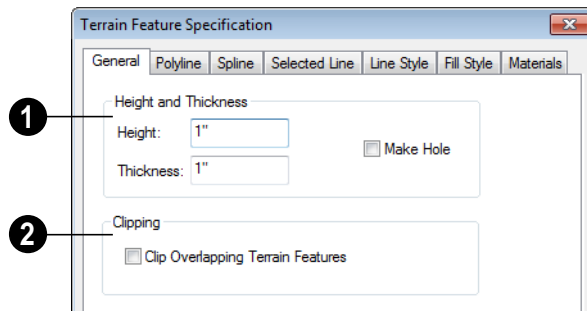 Terrain Feature Specification
General Polyline Spline Selected Line Line Style Fill Style Materials
1
Height and Thickness
Height: 1"
Make Hole
Thickness: 1"
2
Clipping
Clip Overlapping Terrain Features